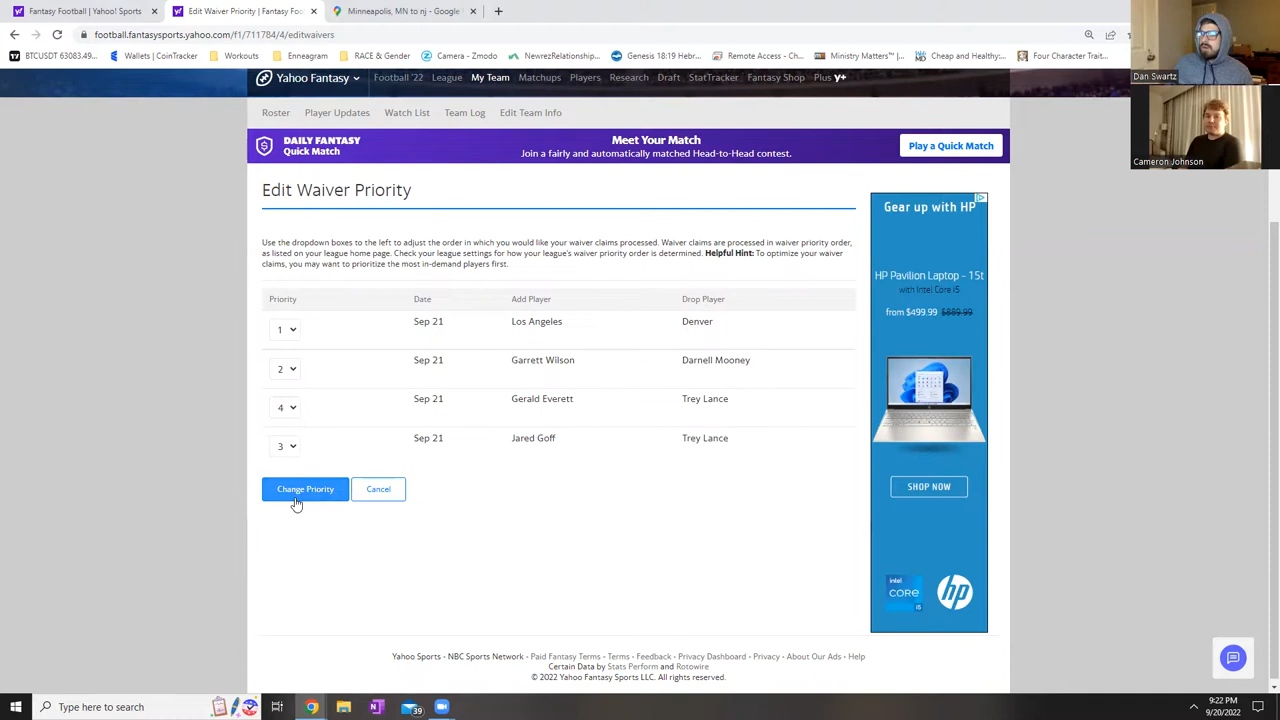 Fantasy Football | Yahoo! Sports
Edit Waiver Priority | Fantasy Foo
Minneapolis, MN to nj - Google
football.fantasysports.yahoo.com/f1/711784/4/editwaivers
BTCUSDT 63083.49...
Wallets | CoinTracker
Workouts
Enneagram
RACE & Gender
Camera - Zmodo
NewrezRelationship...
Genesis 18:19 Hebr...
Remote Access - Ch...
Ministry Matters™ |...
Cheap and Healthy:...
Four Character Trait...
Yahoo Fantasy
Football '22
League
My Team
Matchups
Players
Research
Draft
StatTracker
Fantasy Shop
Plus y+
Dan Swartz
Cameron Johnson
Roster
Player Updates
Watch List
Team Log
Edit Team Info
DAILY FANTASY
Quick Match
Meet Your Match
Join a fairly and automatically matched Head-to-Head contest.
Play a Quick Match
Edit Waiver Priority
Use the dropdown boxes to the left to adjust the order in which you would like your waiver claims processed. Waiver claims are processed in waiver priority order,
as listed on your league home page. Check your league settings for how your league's waiver priority order is determined. Helpful Hint: To optimize your waiver
claims, you may want to prioritize the most in-demand players first.
Priority Date Add Player Drop Player
1 Sep 21 Los Angeles Denver
2 Sep 21 Garrett Wilson Darnell Mooney
4 Sep 21 Gerald Everett Trey Lance
3 Sep 21 Jared Goff Trey Lance
Change Priority
Cancel
Gear up with HP
HP Pavilion Laptop - 15t
with Intel Core i5
from $499.99 $889.99
SHOP NOW
intel
CORE
i5
hp
Yahoo Sports - NBC Sports Network - Paid Fantasy Terms - Terms - Feedback - Privacy Dashboard - Privacy - About Our Ads - Help
Certain Data by Stats Perform and Rotowire
© 2022 Yahoo Fantasy Sports LLC. All rights reserved.
Type here to search
39
9:22 PM
9/20/2022